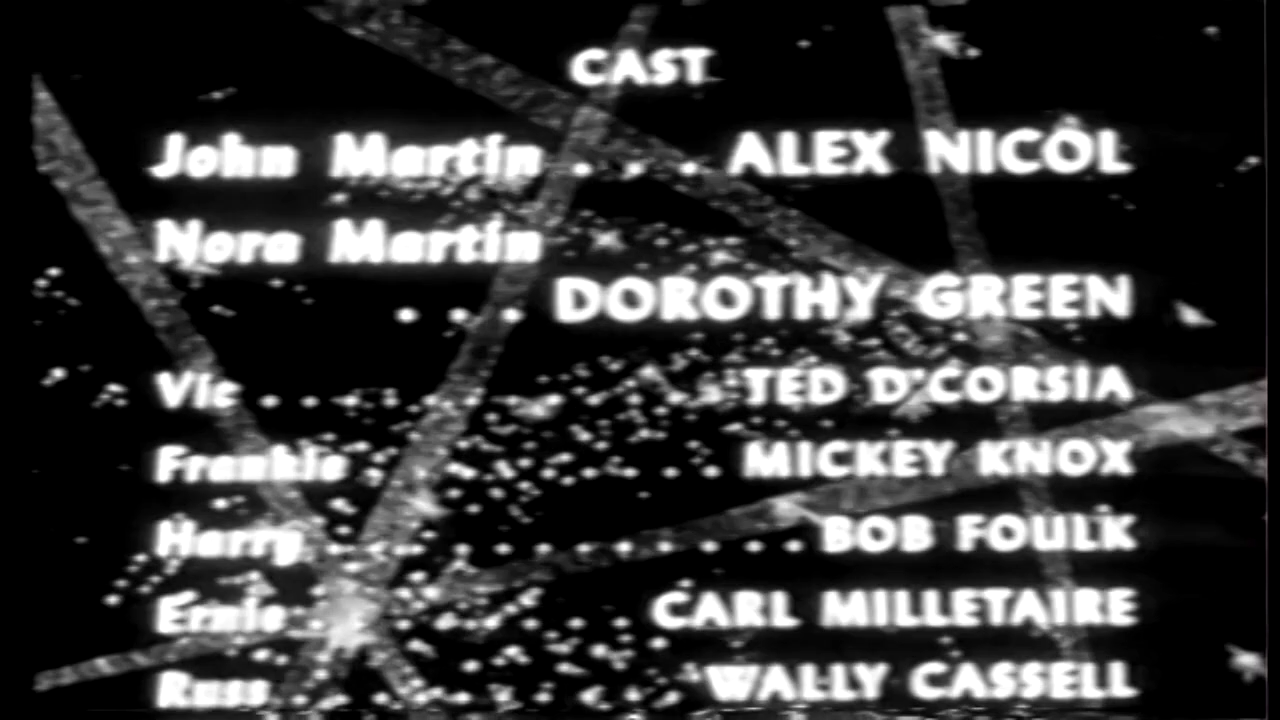 CAST
John Martin . . . ALEX NICOL
Nora Martin
. . . DOROTHY GREEN
Vic . . . . . . . . . . . TED D'CORSIA
Frankie . . . . . . . . . MICKEY KNOX
Harry . . . . . . . . . . . . BOB FOULK
Ernie . . . . . . . . . CARL MILLETAIRE
Russ . . . . . . . . . . WALLY CASSELL